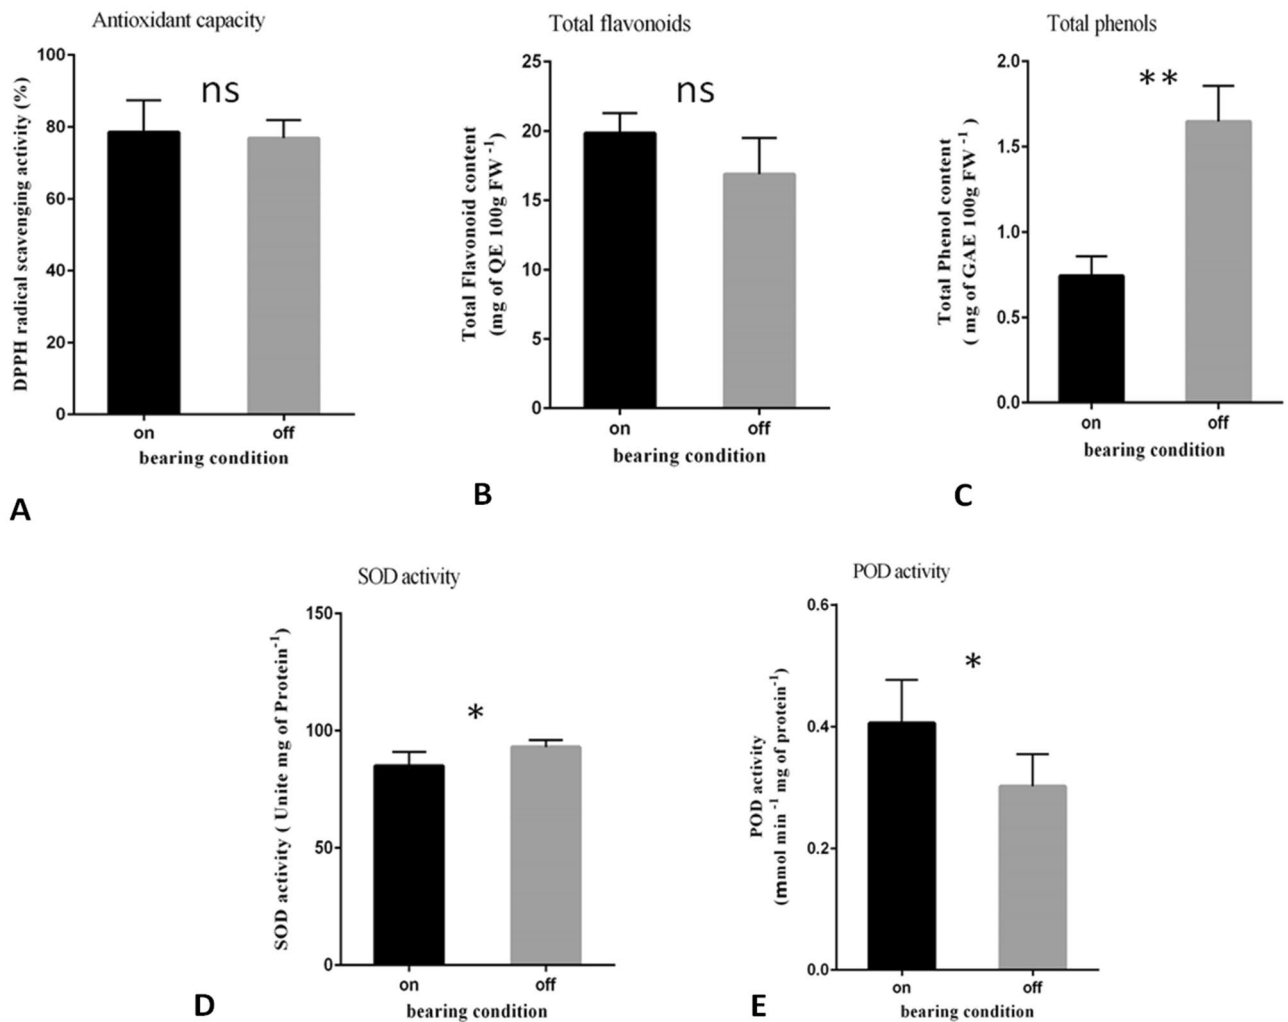 Antioxidant capacity
DPPH radical scavenging activity (%)
100
80
60
40
20
0
ns
on off
bearing condition
A
Total flavonoids
Total Flavonoid content
(mg of QE 100g FW -1)
25
20
15
10
5
0
ns
on off
bearing condition
B
Total phenols
Total Phenol content
( mg of GAE 100g FW -1)
2.0
1.5
1.0
0.5
0.0
**
on off
bearing condition
C
SOD activity
SOD activity ( Unite mg of Protein-1)
150
100
50
0
*
on off
bearing condition
D
POD activity
POD activity
(mmol min -1 mg of protein-1)
0.6
0.4
0.2
0.0
*
on off
bearing condition
E